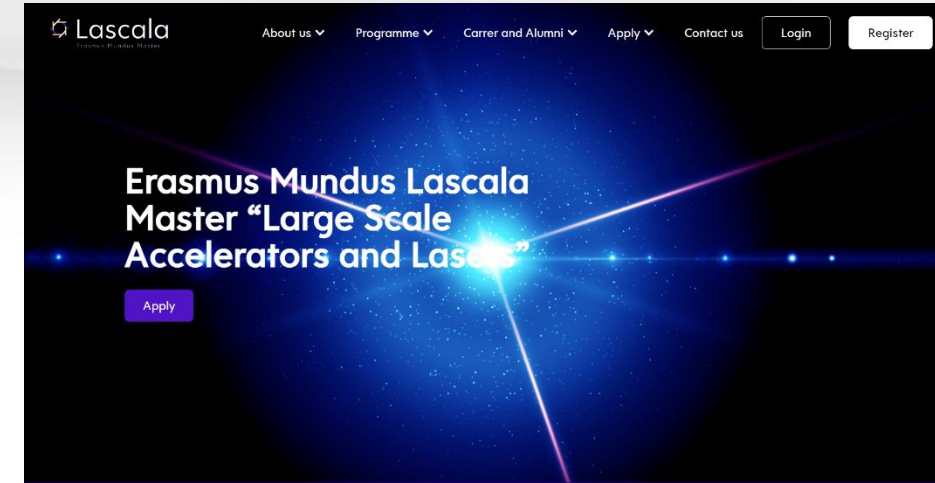 Lascala
Erasmus Mundus Master
About us
Programme
Carrer and Alumni
Apply
Contact us
Login
Register
Erasmus Mundus Lascala
Master “Large Scale
Accelerators and Lasers”
Apply